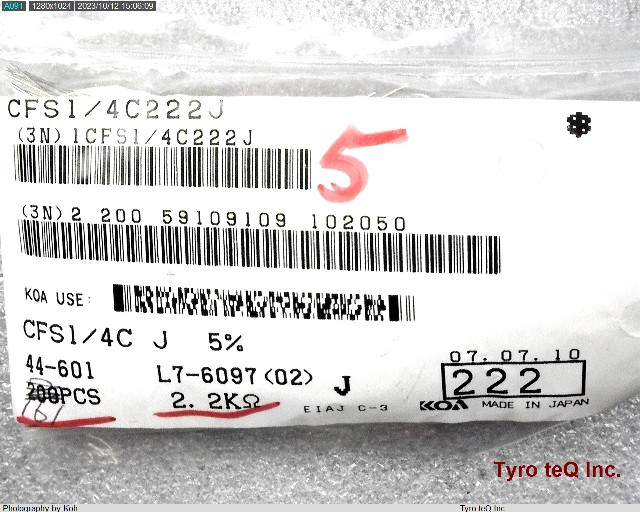 A091 1280x1024 2023/10/12 15:06:09
CFS1/4C222J
(3N)1CFS1/4C222J
5
(3N)2 200 59109109 102050
KOA USE:
CFS1/4C J 5%
44-601 L7-6097(02) J 07.07.10
200PCS 2.2KΩ 222
EIAJ C-3 KOA MADE IN JAPAN
Tyro teQ Inc.
Photography by Koh Tyro teQ Inc